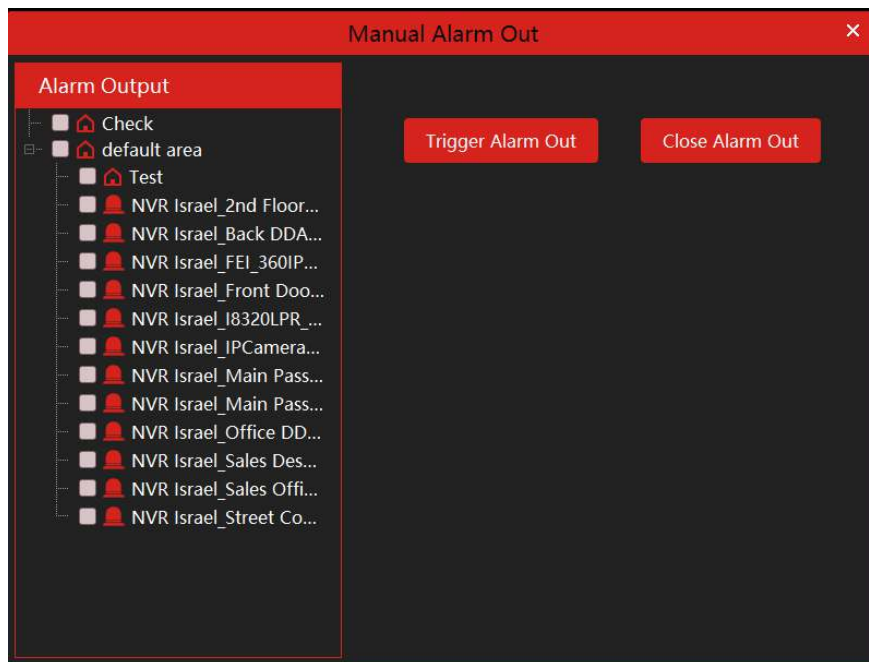 Manual Alarm Out
Alarm Output
Check
default area
Test
NVR Israel_2nd Floor...
NVR Israel_Back DDA...
NVR Israel_FEI_360IP...
NVR Israel_Front Doo...
NVR Israel_I8320LPR_...
NVR Israel_IPCamera...
NVR Israel_Main Pass...
NVR Israel_Main Pass...
NVR Israel_Office DD...
NVR Israel_Sales Des...
NVR Israel_Sales Offi...
NVR Israel_Street Co...
Trigger Alarm Out
Close Alarm Out